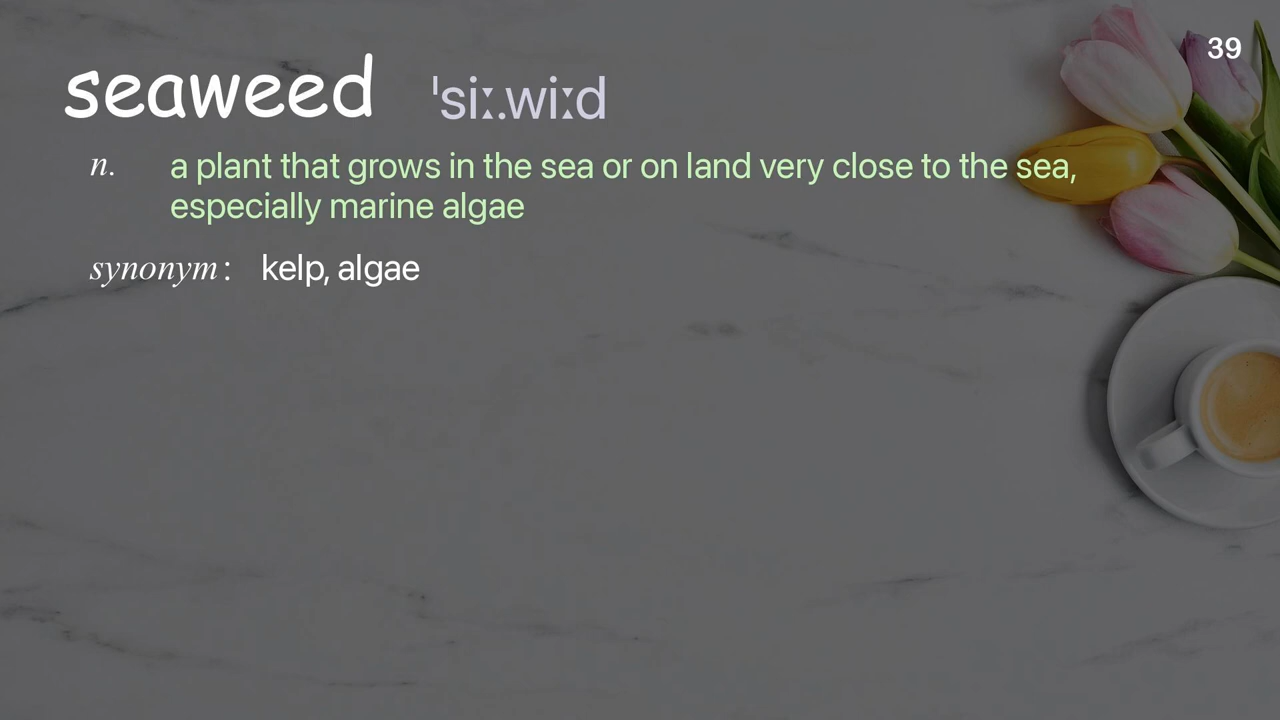 39
seaweed ˈsiː.wiːd
n. a plant that grows in the sea or on land very close to the sea,
especially marine algae
synonym: kelp, algae